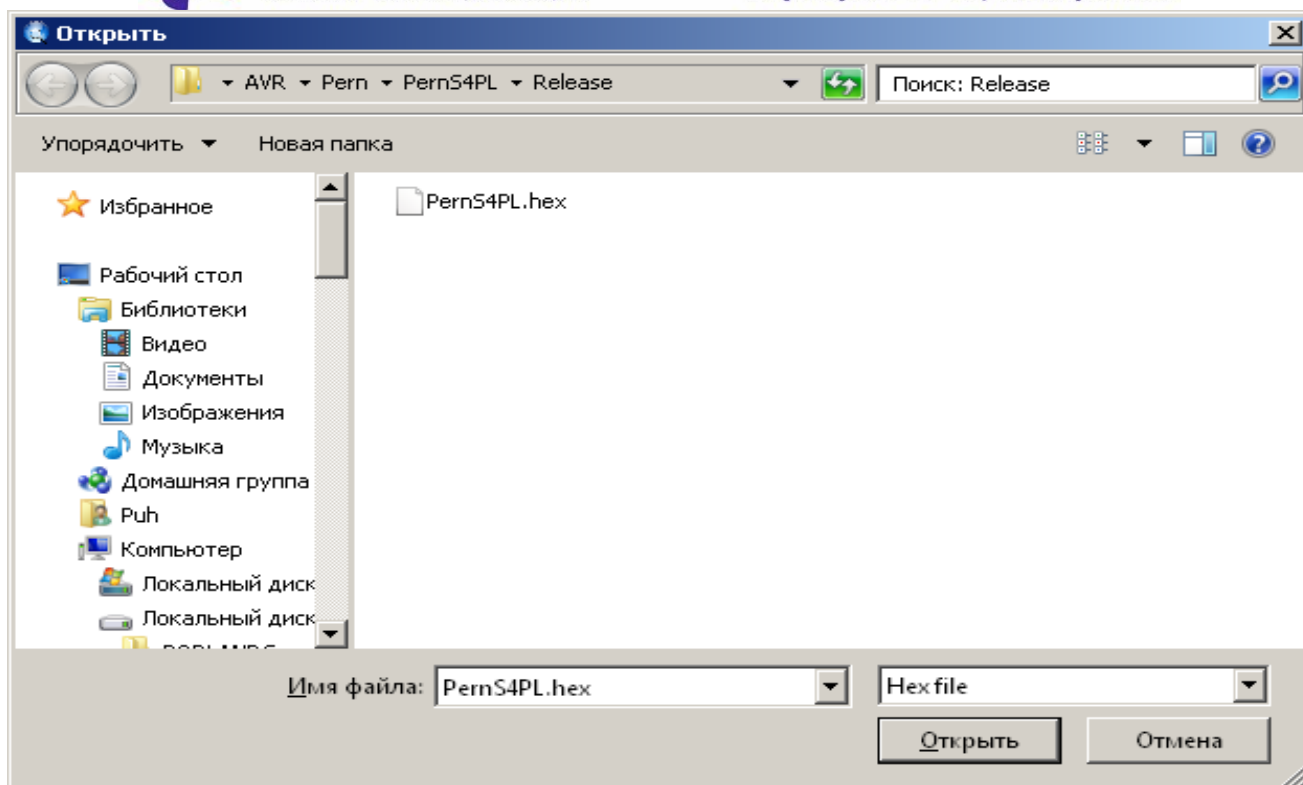 Открыть
AVR Pern PernS4PL Release
Поиск: Release
Упорядочить Новая папка
Избранное
PernS4PL.hex
Рабочий стол
Библиотеки
Видео
Документы
Изображения
Музыка
Домашняя группа
Puh
Компьютер
Локальный диск
Локальный диск
Имя файла: PernS4PL.hex
Hex file
Открыть
Отмена